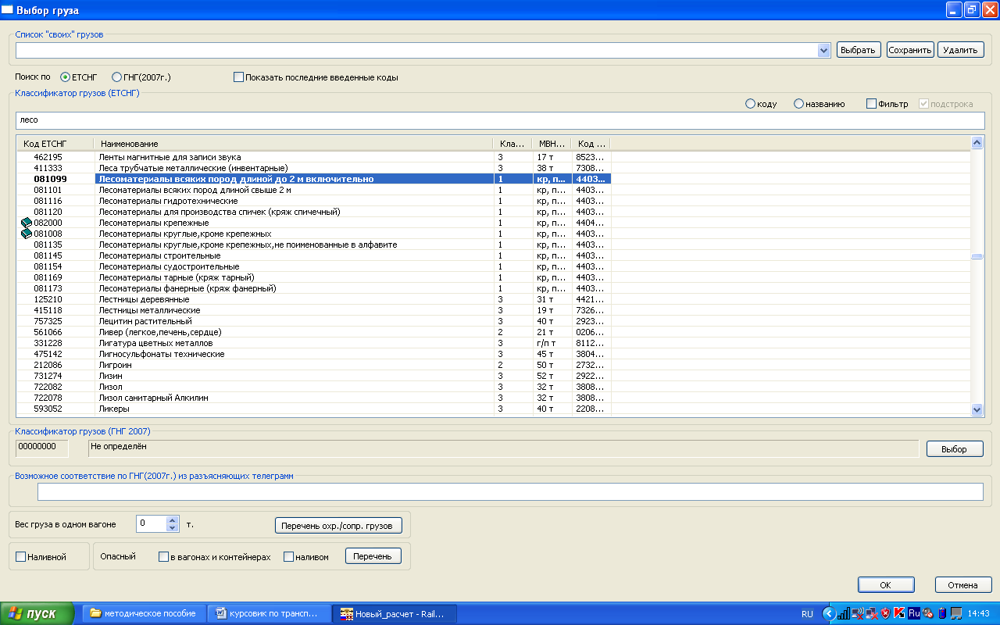 Выбор груза
Список "своих" грузов
Выбрать Сохранить Удалить
Поиск по ЕТСНГ ГНГ(2007г.) Показать последние введенные коды
Классификатор грузов (ЕТСНГ)
коду названию Фильтр подстрока
лесо
Код ЕТСНГ Наименование Кла... МВН... Код ...
462195 Ленты магнитные для записи звука 3 17 т 8523...
411333 Леса трубчатые металлические (инвентарные) 3 38 т 7308...
081099 Лесоматериалы всяких пород длиной до 2 м включительно 1 кр, п... 4403...
081101 Лесоматериалы всяких пород длиной свыше 2 м 1 кр, п... 4403...
081116 Лесоматериалы гидротехнические 1 кр, п... 4403...
081120 Лесоматериалы для производства спичек (кряж спичечный) 1 кр, п... 4403...
082000 Лесоматериалы крепежные 1 кр, п... 4404...
081008 Лесоматериалы круглые,кроме крепежных 1 кр, п... 4403...
081135 Лесоматериалы круглые,кроме крепежных,не поименованные в алфавите 1 кр, п... 4403...
081145 Лесоматериалы строительные 1 кр, п... 4403...
081154 Лесоматериалы судостроительные 1 кр, п... 4403...
081169 Лесоматериалы тарные (кряж тарный) 1 кр, п... 4403...
081173 Лесоматериалы фанерные (кряж фанерный) 1 кр, п... 4403...
125210 Лестницы деревянные 3 31 т 4421...
415118 Лестницы металлические 3 19 т 7326...
757325 Лецитин растительный 3 40 т 2923...
561066 Ливер (легкое,печень,сердце) 2 21 т 0206...
331228 Лигатура цветных металлов 3 г/п т 8112...
475142 Лигносульфонаты технические 3 45 т 3804...
212086 Лигроин 2 50 т 2732...
731274 Лизин 3 52 т 2922...
722082 Лизол 3 32 т 3808...
722078 Лизол санитарный Алкилин 3 32 т 3808...
593052 Ликеры 3 40 т 2208...
Классификатор грузов (ГНГ 2007)
00000000 Не определён Выбор
Возможное соответствие по ГНГ(2007г.) из разъясняющих телеграмм
Вес груза в одном вагоне 0 т. Перечень охр./сопр. грузов
Наливной Опасный в вагонах и контейнерах наливом Перечень
OK Отмена
пуск методическое пособие курсовик по трансп... Новый_расчет - Rail... RU Ru 14:43